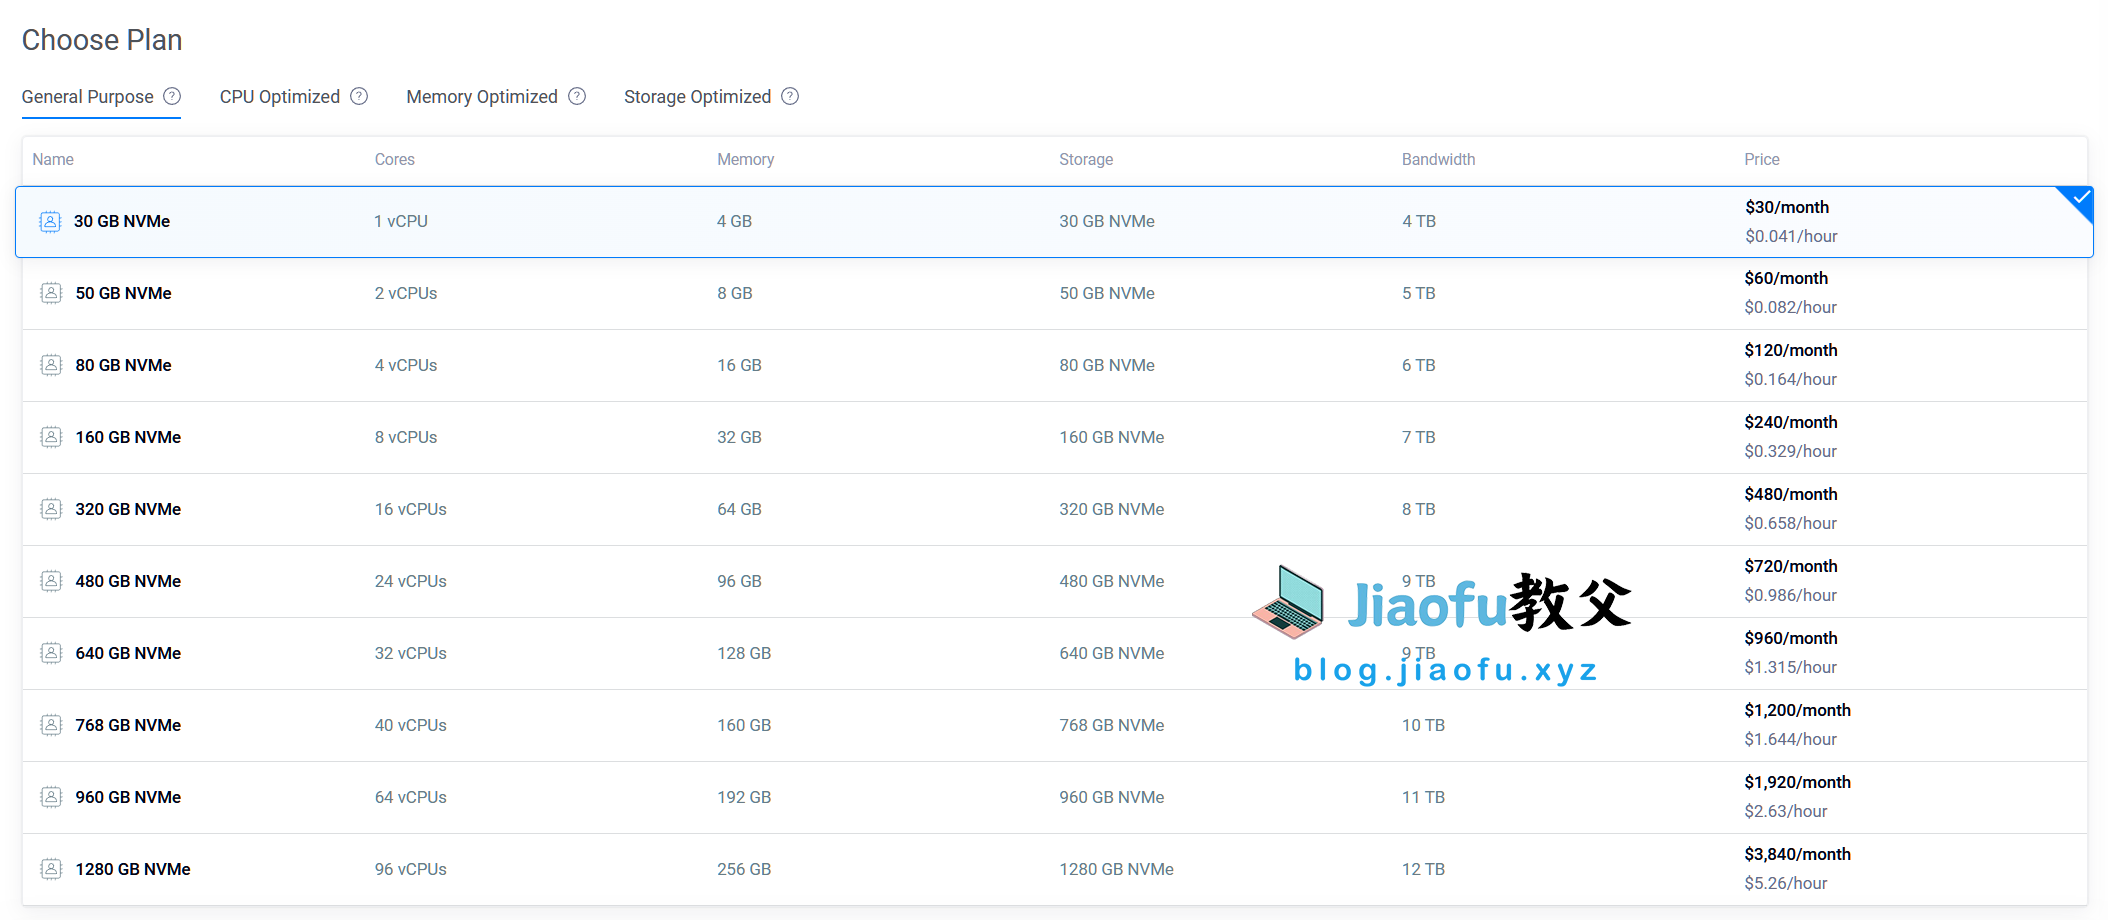 Choose Plan
General Purpose ? CPU Optimized ? Memory Optimized ? Storage Optimized ?
Name Cores Memory Storage Bandwidth Price
30 GB NVMe 1 vCPU 4 GB 30 GB NVMe 4 TB $30/month
$0.041/hour
50 GB NVMe 2 vCPUs 8 GB 50 GB NVMe 5 TB $60/month
$0.082/hour
80 GB NVMe 4 vCPUs 16 GB 80 GB NVMe 6 TB $120/month
$0.164/hour
160 GB NVMe 8 vCPUs 32 GB 160 GB NVMe 7 TB $240/month
$0.329/hour
320 GB NVMe 16 vCPUs 64 GB 320 GB NVMe 8 TB $480/month
$0.658/hour
480 GB NVMe 24 vCPUs 96 GB 480 GB NVMe 9 TB $720/month
$0.986/hour
Jiaofu教父
640 GB NVMe 32 vCPUs 128 GB 640 GB NVMe 9 TB $960/month
$1.315/hour
blog.jiaofu.xyz
768 GB NVMe 40 vCPUs 160 GB 768 GB NVMe 10 TB $1,200/month
$1.644/hour
960 GB NVMe 64 vCPUs 192 GB 960 GB NVMe 11 TB $1,920/month
$2.63/hour
1280 GB NVMe 96 vCPUs 256 GB 1280 GB NVMe 12 TB $3,840/month
$5.26/hour